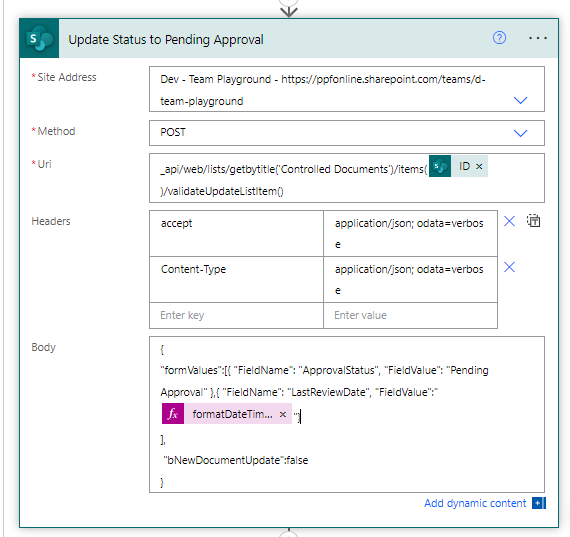 Update Status to Pending Approval
* Site Address
Dev - Team Playground - https://ppfonline.sharepoint.com/teams/d-
team-playground
* Method
POST
* Uri
_api/web/lists/getbytitle('Controlled Documents')/items( ID ×
)/validateUpdateListItem()
Headers
accept
application/json; odata=verbos
e
Content-Type
application/json; odata=verbos
e
Enter key
Enter value
Body
{
"formValues":[{ "FieldName": "ApprovalStatus", "FieldValue": "Pending
Approval" },{ "FieldName": "LastReviewDate", "FieldValue":"
fx formatDateTim... × "}
],
"bNewDocumentUpdate":false
}
Add dynamic content